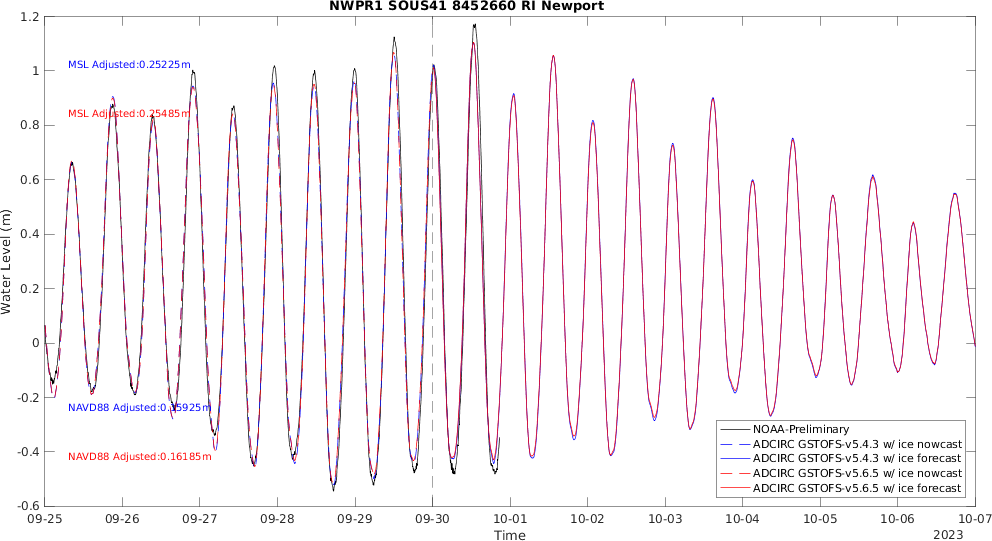 NWPR1 SOUS41 8452660 RI Newport
Water Level (m)
1.2
1
0.8
0.6
0.4
0.2
0
-0.2
-0.4
-0.6
MSL Adjusted:0.25225m
MSL Adjusted:0.25485m
NAVD88 Adjusted:0.15925m
NAVD88 Adjusted:0.16185m
NOAA-Preliminary
ADCIRC GSTOFS-v5.4.3 w/ ice nowcast
ADCIRC GSTOFS-v5.4.3 w/ ice forecast
ADCIRC GSTOFS-v5.6.5 w/ ice nowcast
ADCIRC GSTOFS-v5.6.5 w/ ice forecast
09-25 09-26 09-27 09-28 09-29 09-30 10-01 10-02 10-03 10-04 10-05 10-06 10-07
Time
2023